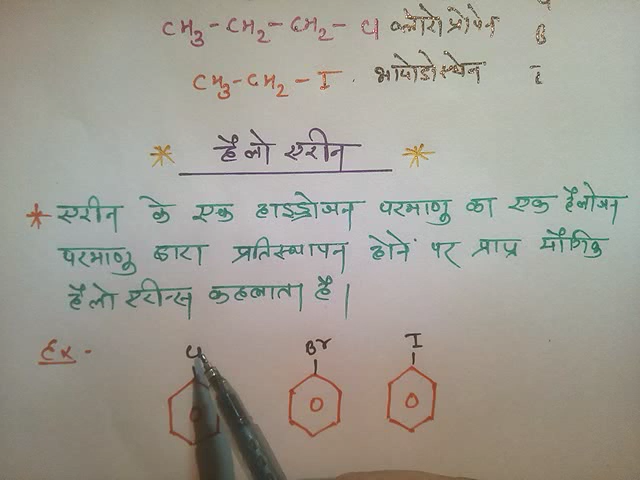 CH3-CH2-CH2-Cl क्लोरो प्रोपेन
CH3-CH2-I. आयोडोएथेन
हैलो एरीन
* एरीन के एक हाइड्रोजन परमाणु का एक हैलोजन
परमाणु द्वारा प्रतिस्थापन होने पर प्राप्त यौगिक
हैलो एरीन्स कहलाता है।
Ex -
Cl Br I